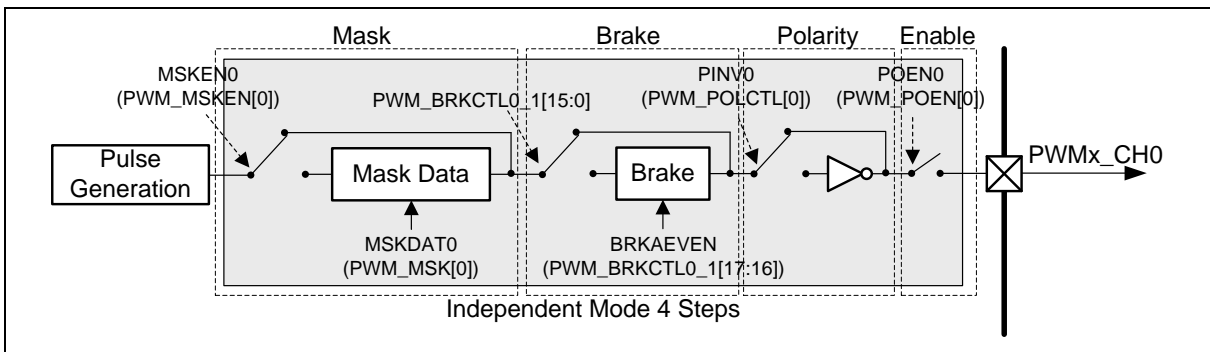 Mask Brake Polarity Enable
MSKEN0
(PWM_MSKEN[0])
PWM_BRKCTL0_1[15:0]
PINV0
(PWM_POLCTL[0])
POEN0
(PWM_POEN[0])
Pulse
Generation
Mask Data
Brake
PWMx_CH0
MSKDAT0
(PWM_MSK[0])
BRKAEVEN
(PWM_BRKCTL0_1[17:16])
Independent Mode 4 Steps